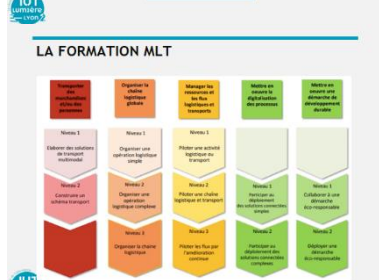 IUT
Lumière
LYON 2
LA FORMATION MLT
Transporter
des
marchandises
et/ou des
personnes
Organiser la
chaîne
logistique
globale
Manager les
ressources et
les flux
logistiques et
transports
Mettre en
oeuvre la
digitalisation
des processus
Mettre en
oeuvre une
démarche de
développement
durable
Niveau 1
Elaborer des solutions
de transport
multimodal
Niveau 1
Organiser une
opération logistique
simple
Niveau 1
Piloter une activité
logistique ou
transport
Niveau 2
Construire un
schéma transport
Niveau 2
Organiser une
opération
logistique complexe
Niveau 2
Piloter une chaîne
logistique et transport
Niveau 1
Participer au
déploiement
des solutions connectées
simples
Niveau 1
Collaborer à une
démarche
éco-responsable
Niveau 3
Organiser la chaine
logistique
Niveau 3
Piloter les flux par
l'amélioration
continue
Niveau 2
Participer au
déploiement des
solutions connectées
complexes
Niveau 2
Déployer une
démarche
éco-responsable
IUT